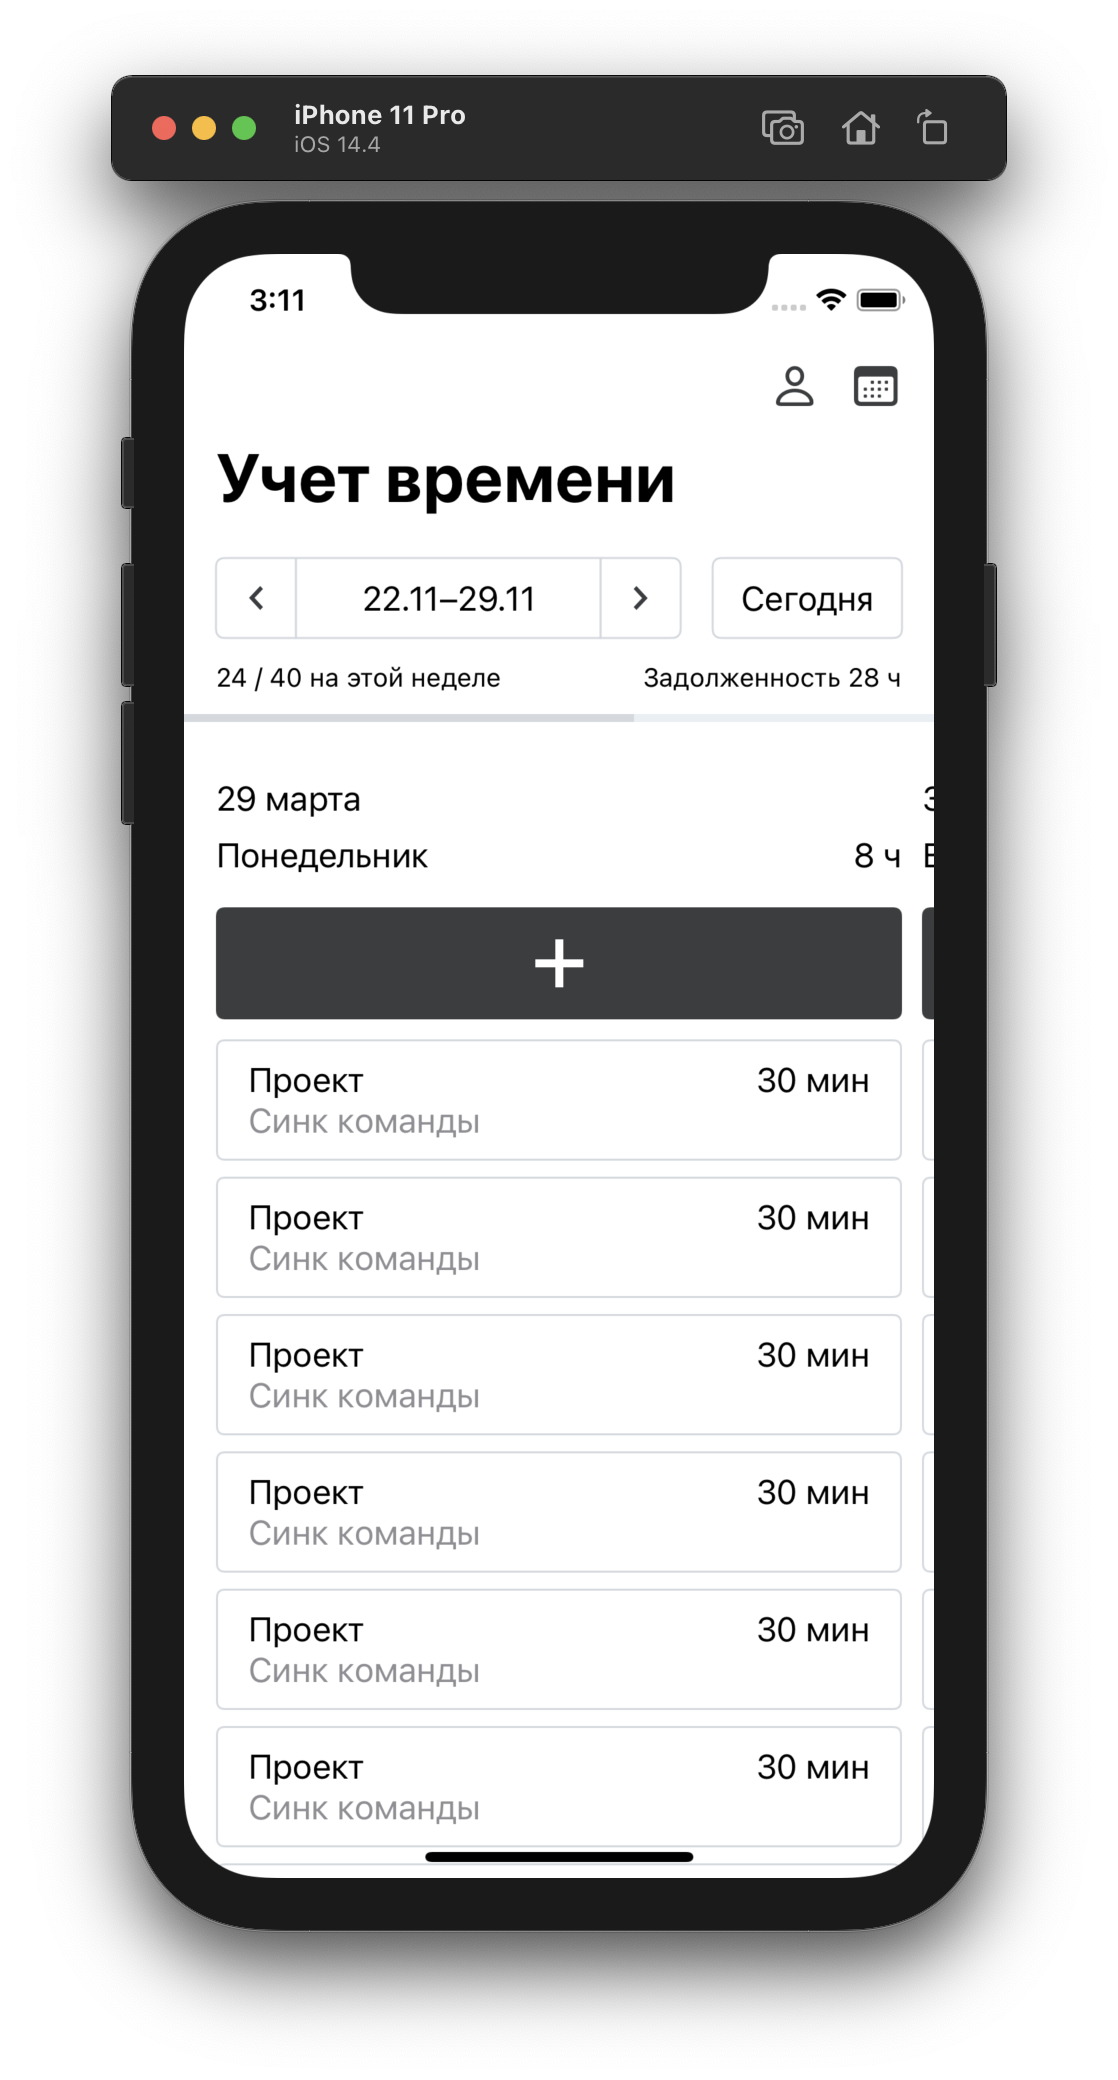 iPhone 11 Pro
iOS 14.4
3:11
Учет времени
22.11–29.11
Сегодня
24 / 40 на этой неделе
Задолженность 28 ч
29 марта
Понедельник
8 ч
Проект
30 мин
Синк команды
Проект
30 мин
Синк команды
Проект
30 мин
Синк команды
Проект
30 мин
Синк команды
Проект
30 мин
Синк команды
Проект
30 мин
Синк команды